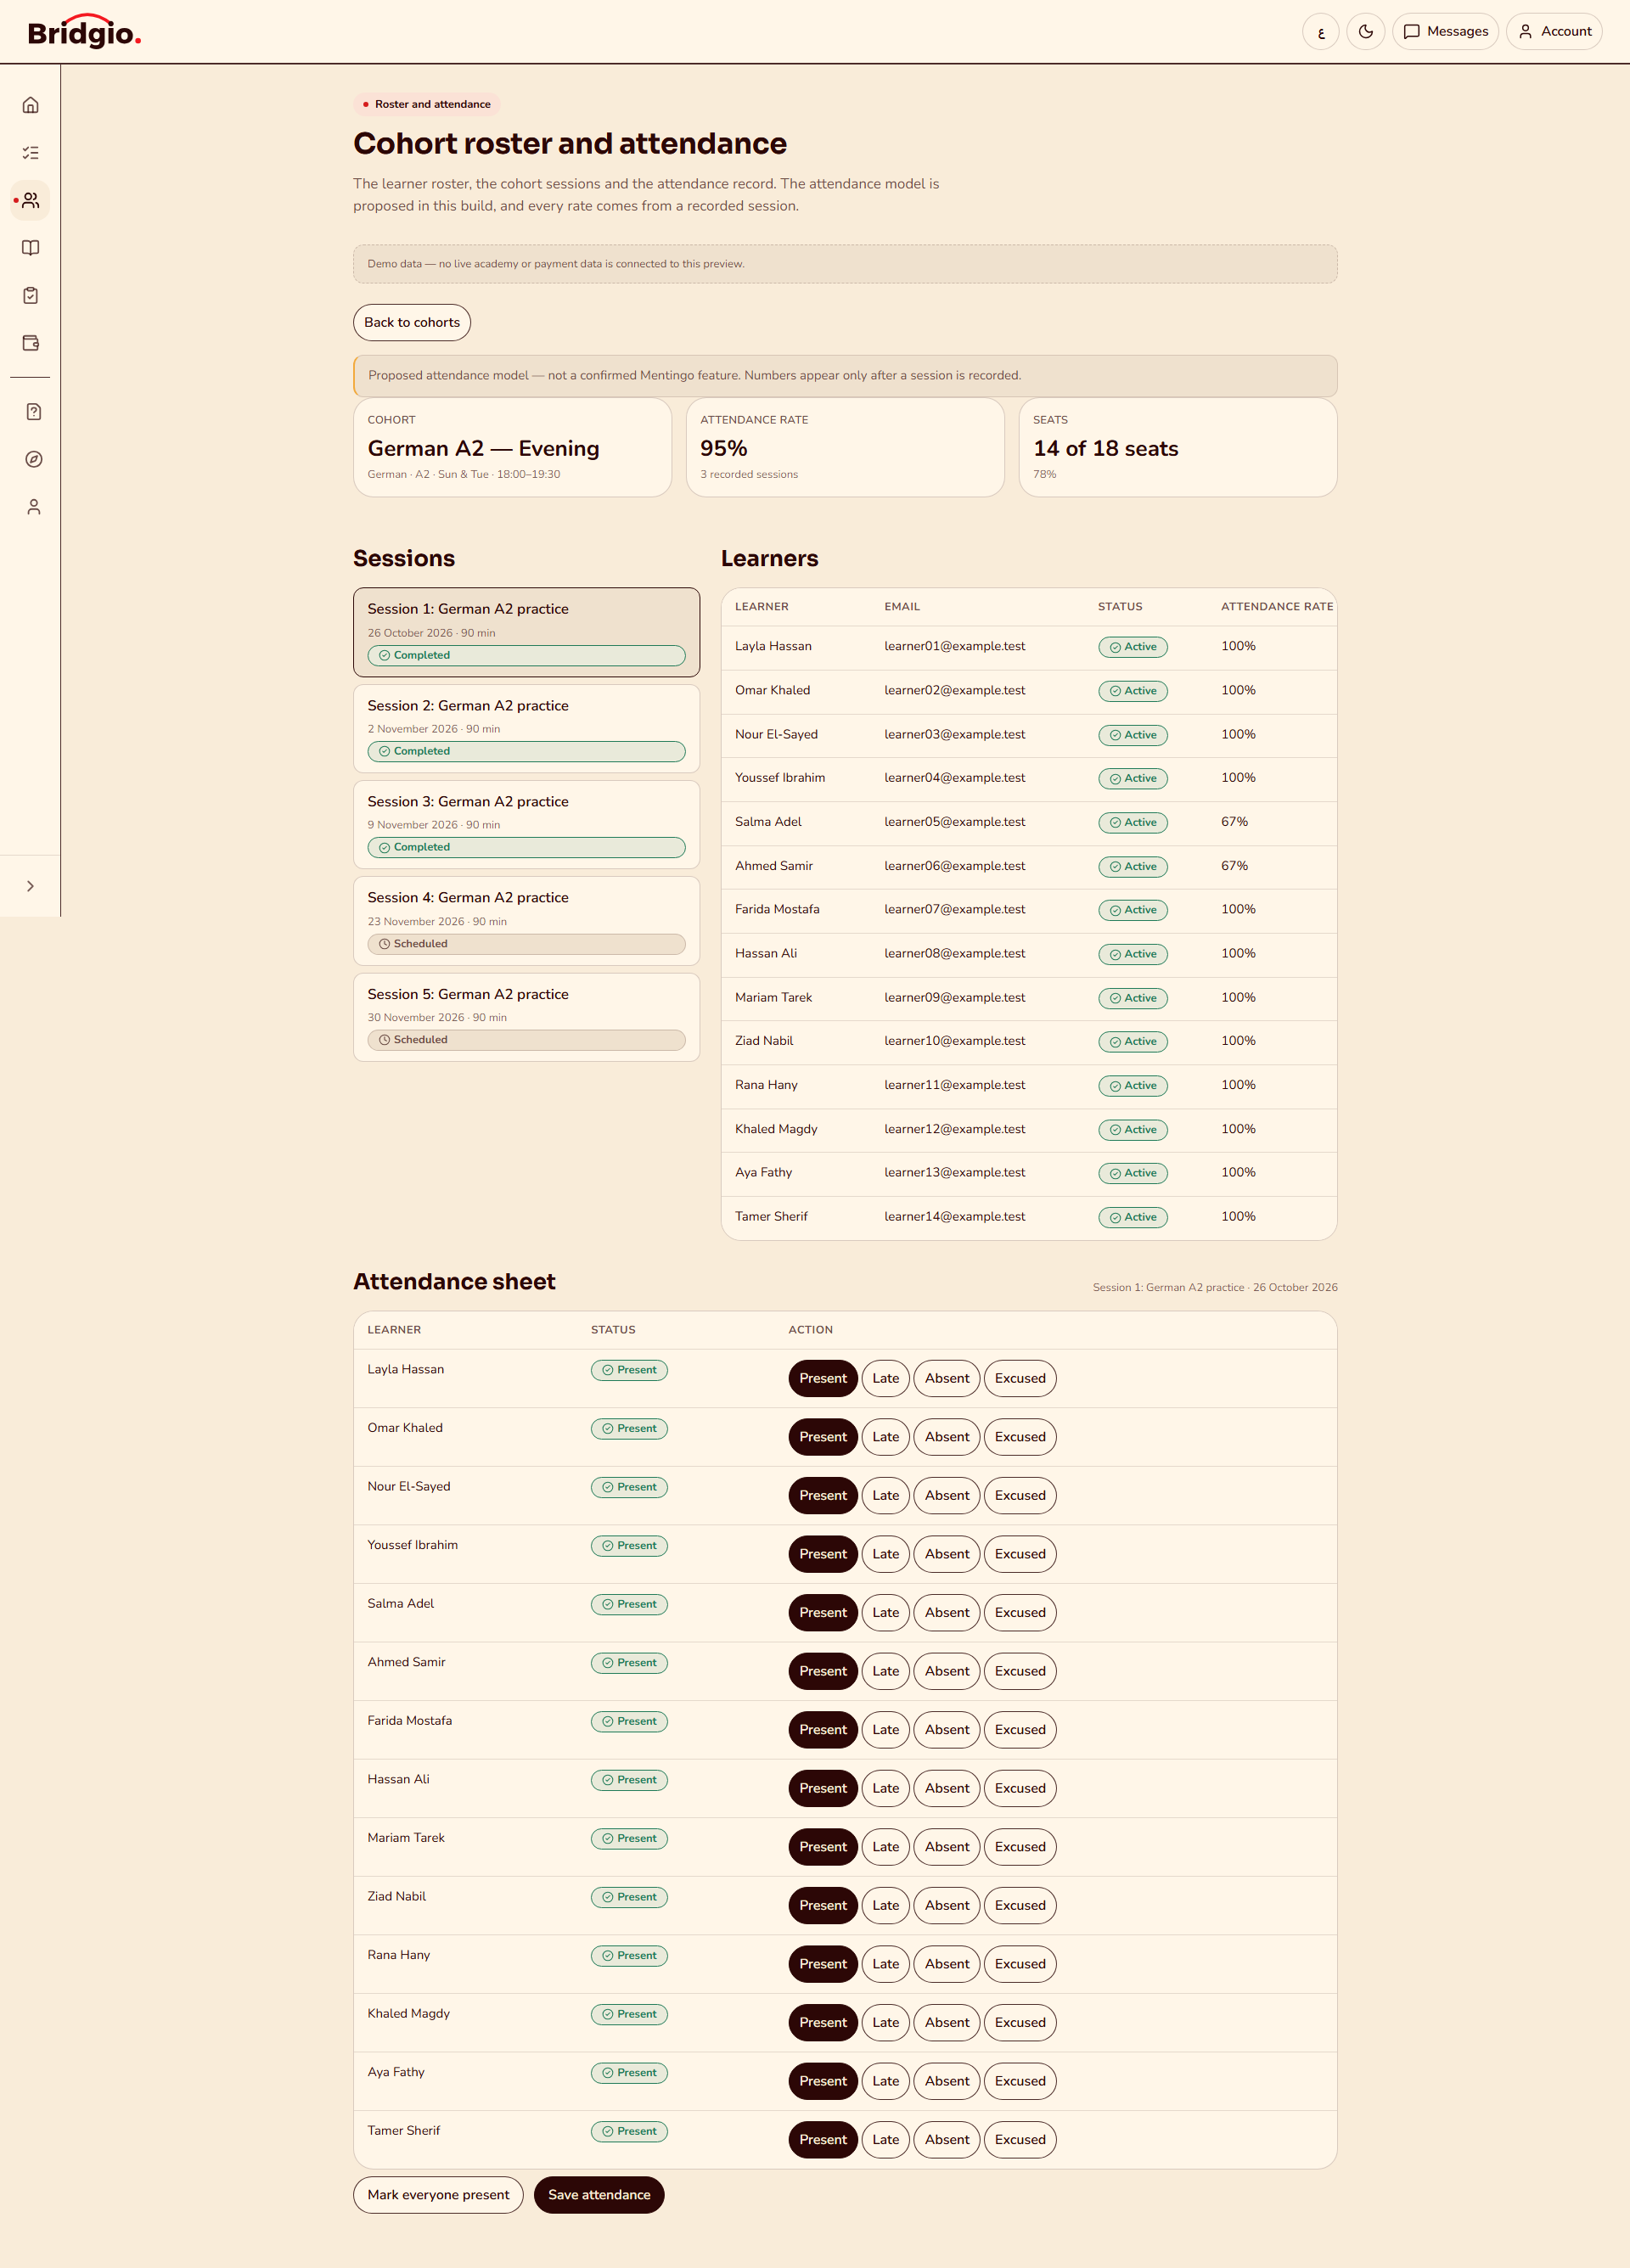 Bridgio.
ع
Messages
Account
Roster and attendance
Cohort roster and attendance
The learner roster, the cohort sessions and the attendance record. The attendance model is
proposed in this build, and every rate comes from a recorded session.
Demo data — no live academy or payment data is connected to this preview.
Back to cohorts
Proposed attendance model — not a confirmed Mentingo feature. Numbers appear only after a session is recorded.
COHORT
German A2 — Evening
German · A2 · Sun & Tue · 18:00–19:30
ATTENDANCE RATE
95%
3 recorded sessions
SEATS
14 of 18 seats
78%
Sessions
Session 1: German A2 practice
26 October 2026 · 90 min
Completed
Session 2: German A2 practice
2 November 2026 · 90 min
Completed
Session 3: German A2 practice
9 November 2026 · 90 min
Completed
Session 4: German A2 practice
23 November 2026 · 90 min
Scheduled
Session 5: German A2 practice
30 November 2026 · 90 min
Scheduled
Learners
LEARNER EMAIL STATUS ATTENDANCE RATE
Layla Hassan learner01@example.test Active 100%
Omar Khaled learner02@example.test Active 100%
Nour El-Sayed learner03@example.test Active 100%
Youssef Ibrahim learner04@example.test Active 100%
Salma Adel learner05@example.test Active 67%
Ahmed Samir learner06@example.test Active 67%
Farida Mostafa learner07@example.test Active 100%
Hassan Ali learner08@example.test Active 100%
Mariam Tarek learner09@example.test Active 100%
Ziad Nabil learner10@example.test Active 100%
Rana Hany learner11@example.test Active 100%
Khaled Magdy learner12@example.test Active 100%
Aya Fathy learner13@example.test Active 100%
Tamer Sherif learner14@example.test Active 100%
Attendance sheet
Session 1: German A2 practice · 26 October 2026
LEARNER STATUS ACTION
Layla Hassan Present Present Late Absent Excused
Omar Khaled Present Present Late Absent Excused
Nour El-Sayed Present Present Late Absent Excused
Youssef Ibrahim Present Present Late Absent Excused
Salma Adel Present Present Late Absent Excused
Ahmed Samir Present Present Late Absent Excused
Farida Mostafa Present Present Late Absent Excused
Hassan Ali Present Present Late Absent Excused
Mariam Tarek Present Present Late Absent Excused
Ziad Nabil Present Present Late Absent Excused
Rana Hany Present Present Late Absent Excused
Khaled Magdy Present Present Late Absent Excused
Aya Fathy Present Present Late Absent Excused
Tamer Sherif Present Present Late Absent Excused
Mark everyone present
Save attendance